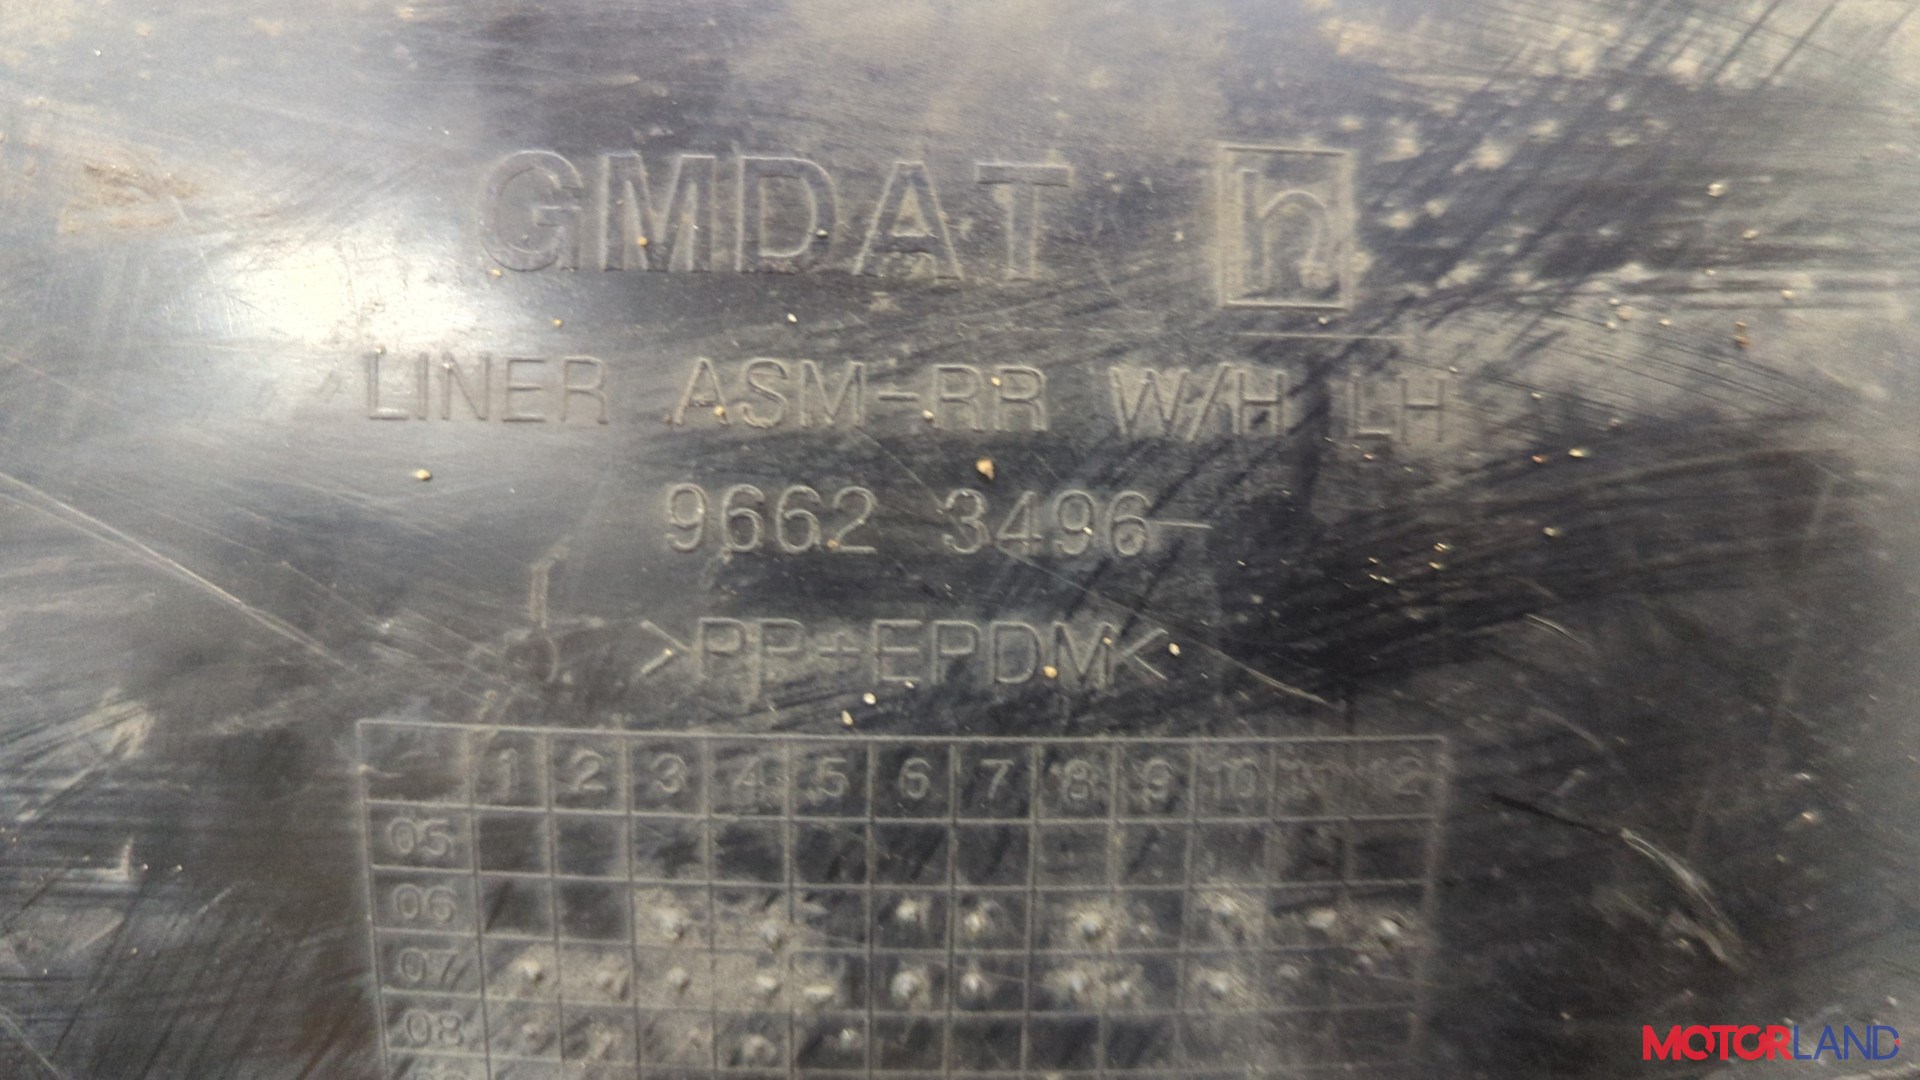 GMDAT h
LINER ASM-RR W/H LH
9662 3496
>PP+EPDM<
1 2 3 4 5 6 7 8 9 10 11 12
05
06
07
08
MOTORLAND